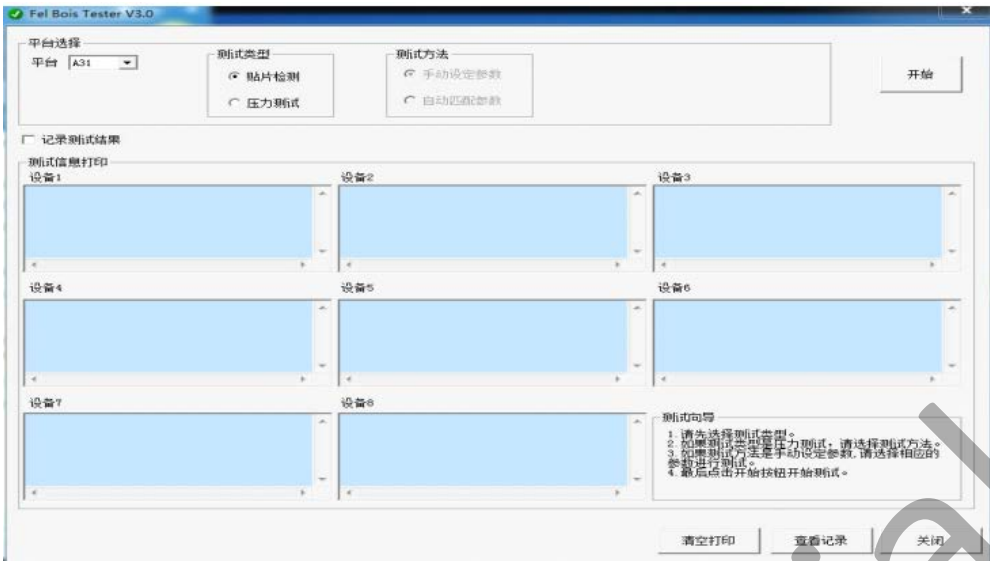 Fel Bois Tester V3.0
平台选择
平台 A31
测试类型
贴片检测
压力测试
测试方法
手动设定参数
自动匹配参数
开始
记录测试结果
测试信息打印
设备1
设备2
设备3
设备4
设备5
设备6
设备7
设备8
测试向导
1.请先选择测试类型。
2.如果测试类型是压力测试，请选择测试方法。
3.如果测试方法是手动设定参数,请选择相应的
参数进行测试。
4.最后点击开始按钮开始测试。
清空打印
查看记录
关闭